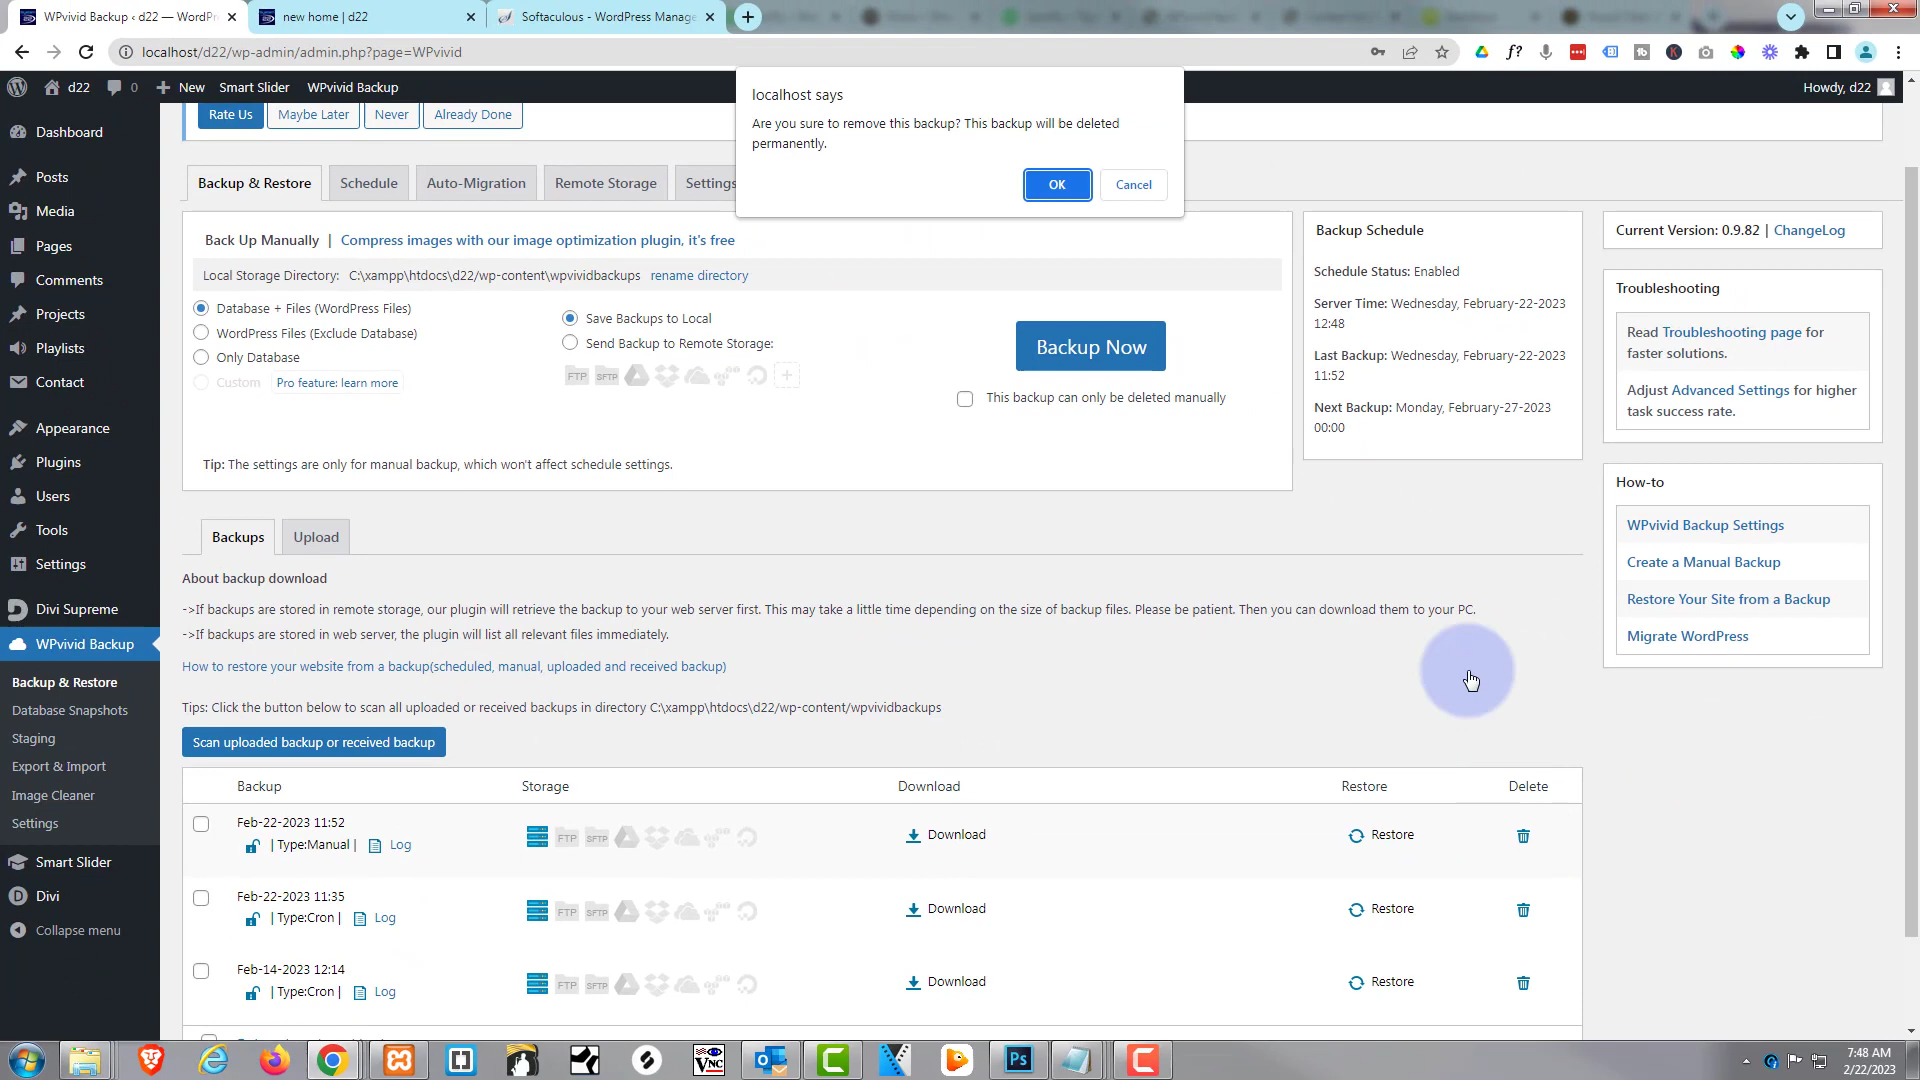 WPvivid Backup ‹ d22 — WordPr
new home | d22
Softaculous - WordPress Manage
localhost/d22/wp-admin/admin.php?page=WPvivid
d22
0
New
Smart Slider
WPvivid Backup
Howdy, d22
localhost says
Are you sure to remove this backup? This backup will be deleted
permanently.
OK
Cancel
Rate Us
Maybe Later
Never
Already Done
Dashboard
Posts
Media
Pages
Comments
Projects
Playlists
Contact
Appearance
Plugins
Users
Tools
Settings
Divi Supreme
WPvivid Backup
Backup & Restore
Database Snapshots
Staging
Export & Import
Image Cleaner
Settings
Smart Slider
Divi
Collapse menu
Backup & Restore
Schedule
Auto-Migration
Remote Storage
Settings
Back Up Manually | Compress images with our image optimization plugin, it's free
Local Storage Directory: C:\xampp\htdocs\d22/wp-content\wpvividbackups rename directory
Database + Files (WordPress Files)
WordPress Files (Exclude Database)
Only Database
Custom Pro feature: learn more
Save Backups to Local
Send Backup to Remote Storage:
FTP SFTP
Backup Now
This backup can only be deleted manually
Tip: The settings are only for manual backup, which won't affect schedule settings.
Backup Schedule
Schedule Status: Enabled
Server Time: Wednesday, February-22-2023
12:48
Last Backup: Wednesday, February-22-2023
11:52
Next Backup: Monday, February-27-2023
00:00
Current Version: 0.9.82 | ChangeLog
Troubleshooting
Read Troubleshooting page for
faster solutions.
Adjust Advanced Settings for higher
task success rate.
How-to
WPvivid Backup Settings
Create a Manual Backup
Restore Your Site from a Backup
Migrate WordPress
Backups
Upload
About backup download
->If backups are stored in remote storage, our plugin will retrieve the backup to your web server first. This may take a little time depending on the size of backup files. Please be patient. Then you can download them to your PC.
->If backups are stored in web server, the plugin will list all relevant files immediately.
How to restore your website from a backup(scheduled, manual, uploaded and received backup)
Tips: Click the button below to scan all uploaded or received backups in directory C:\xampp\htdocs\d22/wp-content/wpvividbackups
Scan uploaded backup or received backup
Backup Storage Download Restore Delete
Feb-22-2023 11:52
| Type:Manual | Log
FTP SFTP
Download
Restore
Feb-22-2023 11:35
| Type:Cron | Log
FTP SFTP
Download
Restore
Feb-14-2023 12:14
| Type:Cron | Log
FTP SFTP
Download
Restore
VNC
Ps
7:48 AM
2/22/2023